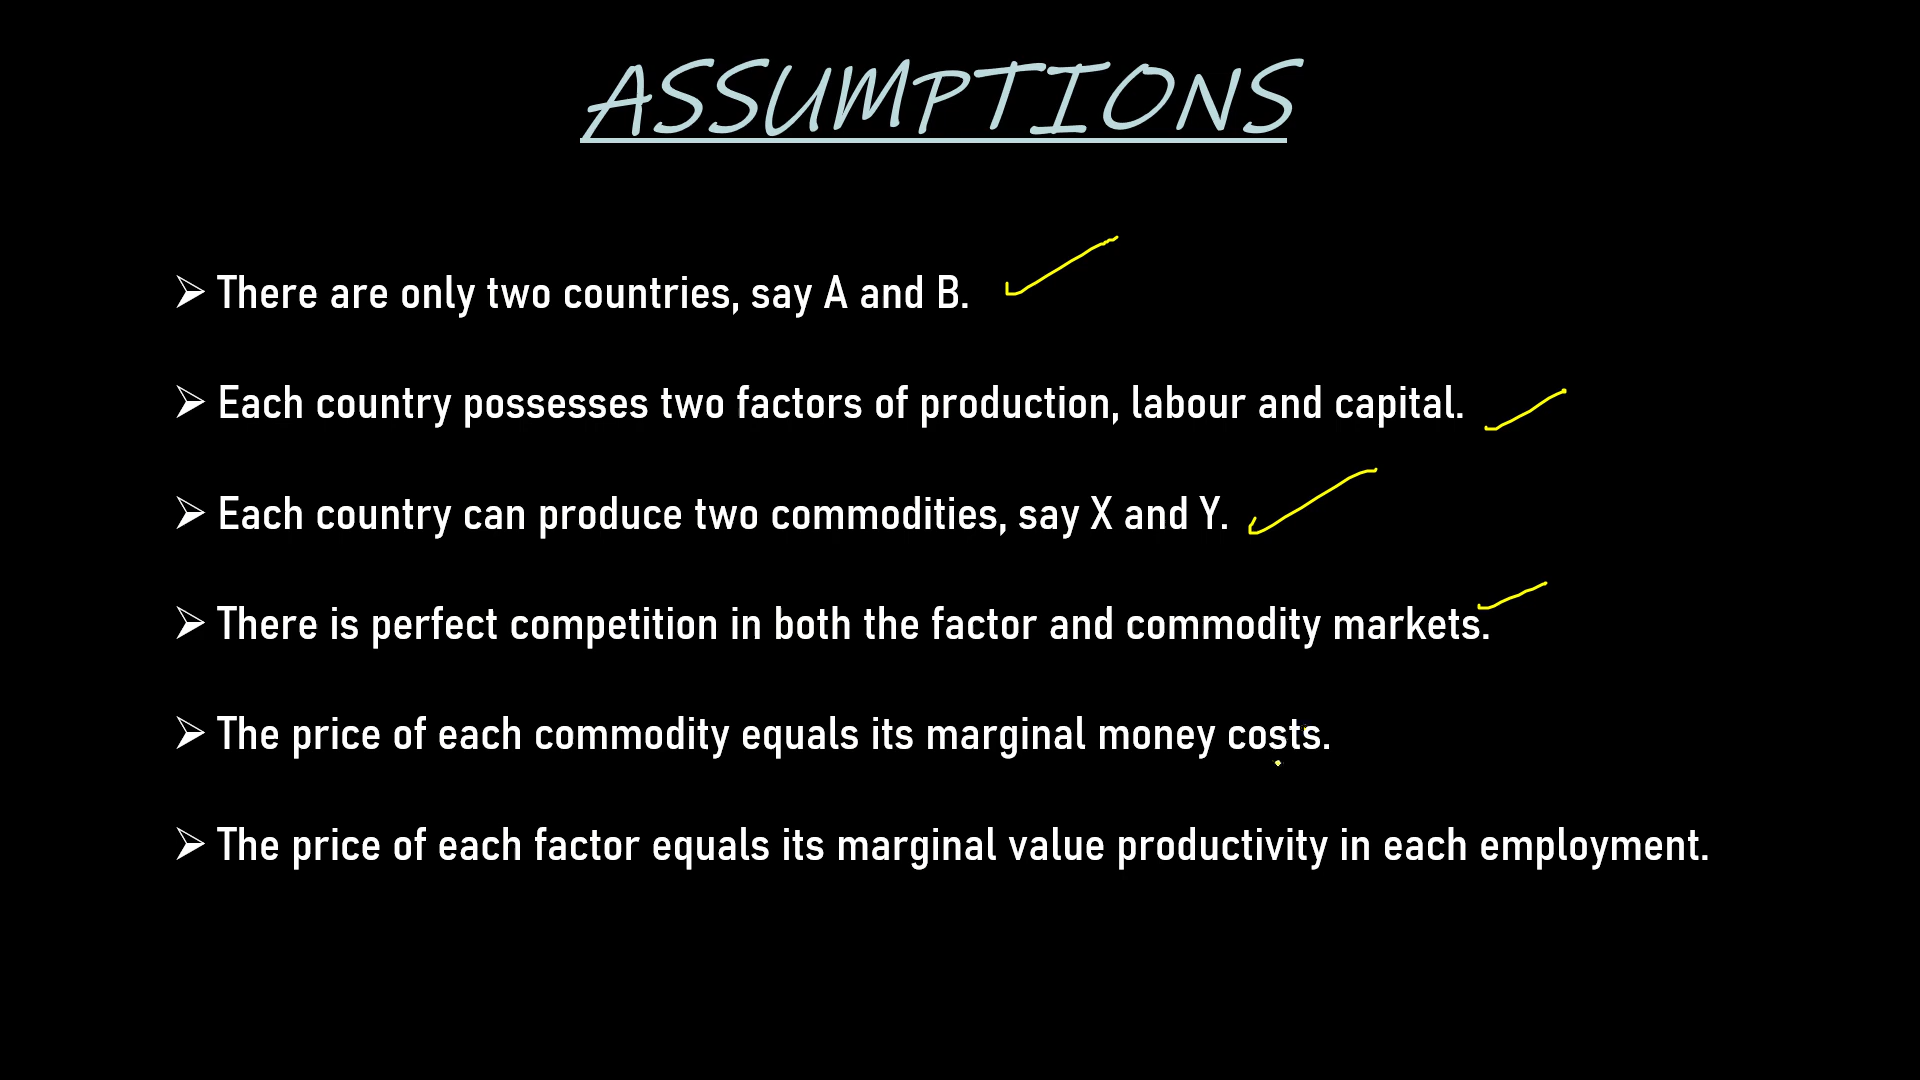 ASSUMPTIONS
➢ There are only two countries, say A and B.
➢ Each country possesses two factors of production, labour and capital.
➢ Each country can produce two commodities, say X and Y.
➢ There is perfect competition in both the factor and commodity markets.
➢ The price of each commodity equals its marginal money costs.
➢ The price of each factor equals its marginal value productivity in each employment.